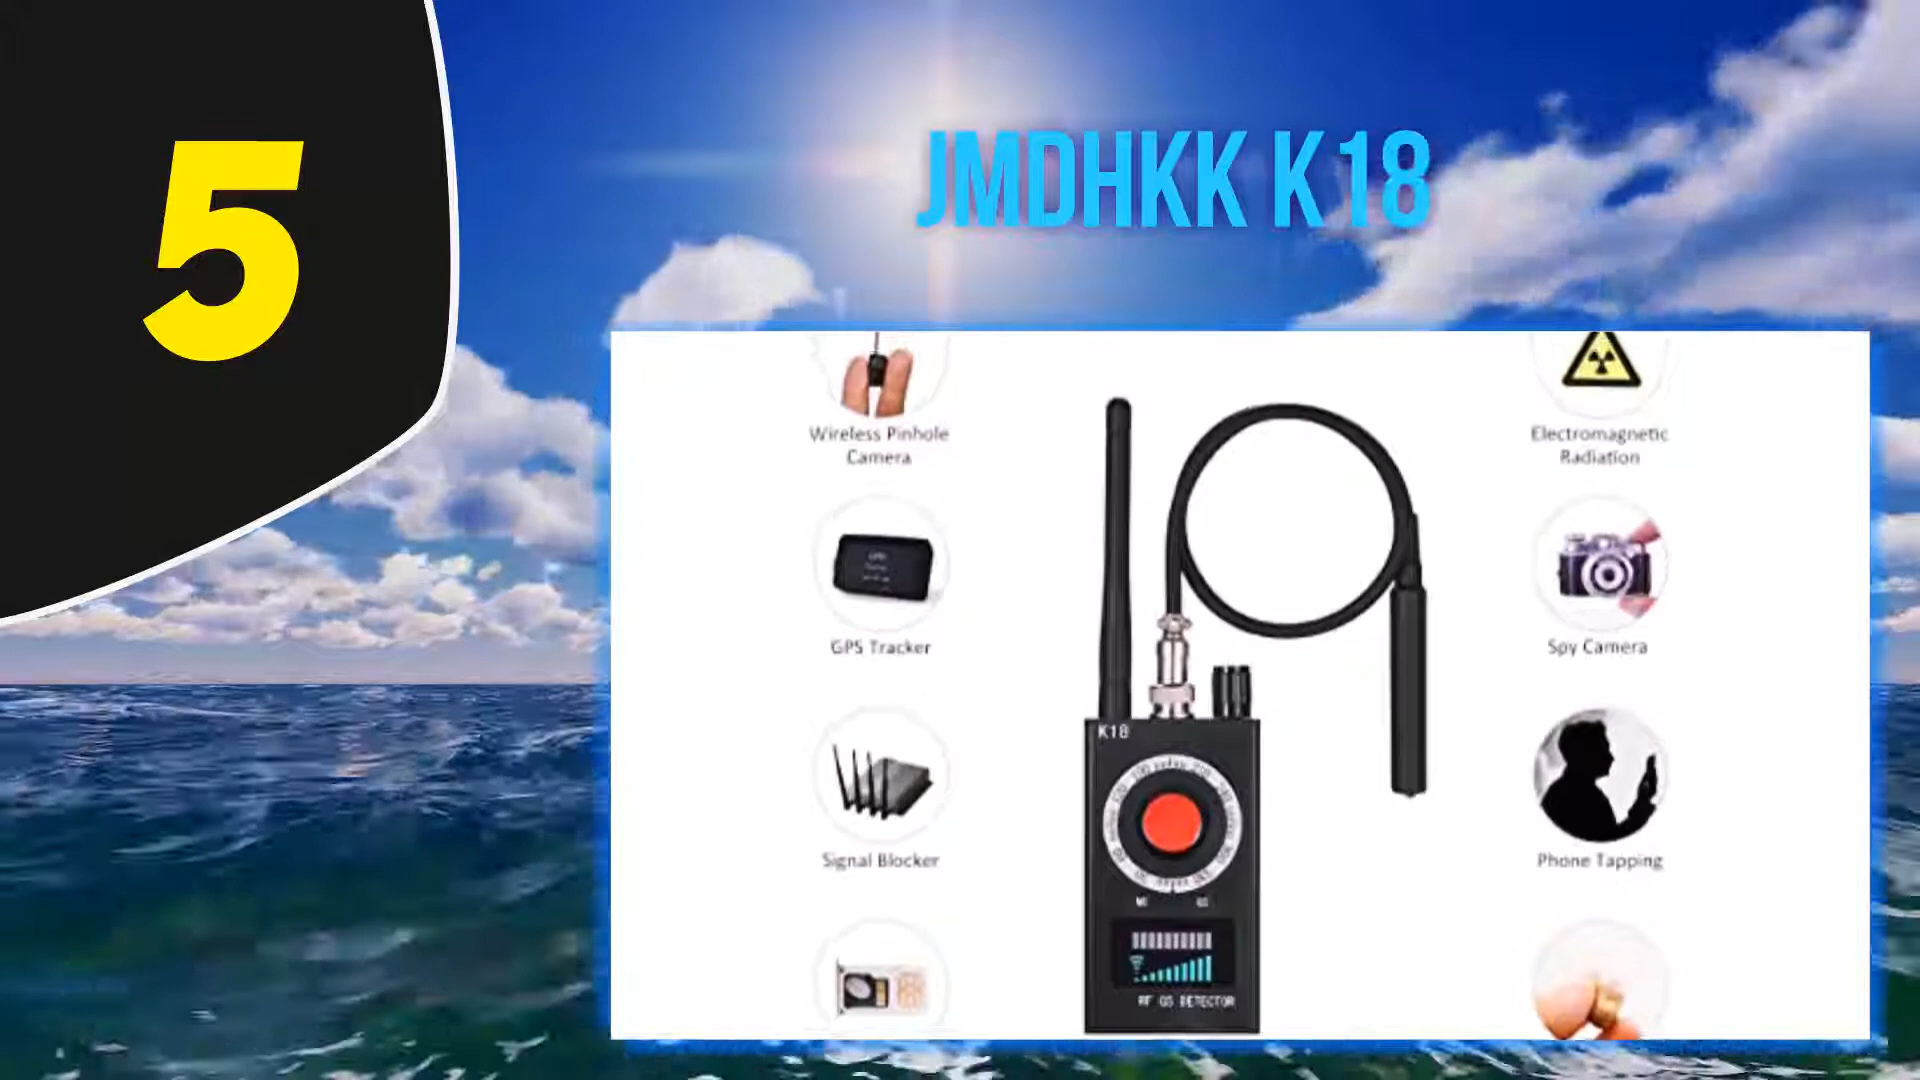 5
JMDHKK K18
Wireless Pinhole
Camera
Electromagnetic
Radiation
GPS Tracker
Spy Camera
K18
Signal Blocker
Phone Tapping
RF GS DETECTOR